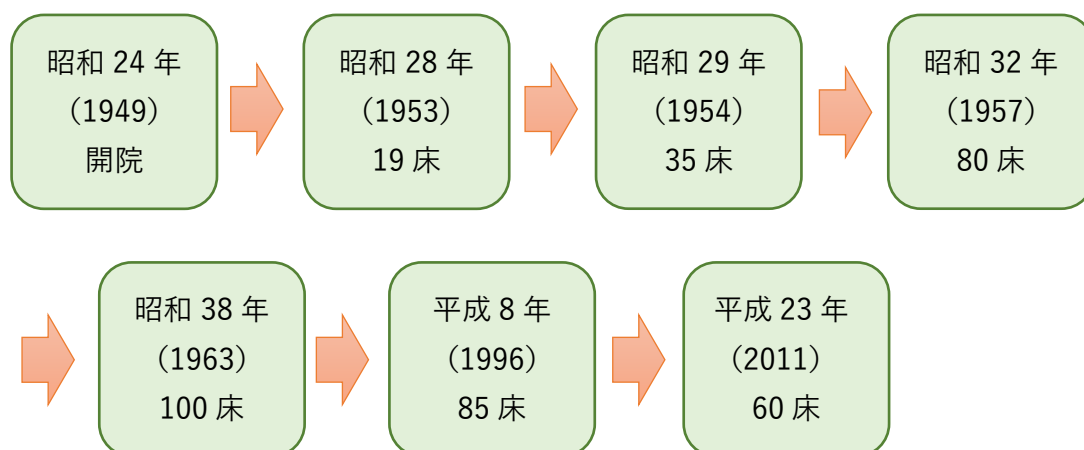 昭和 24 年
（1949）
開院
昭和 28 年
（1953）
19 床
昭和 29 年
（1954）
35 床
昭和 32 年
（1957）
80 床
昭和 38 年
（1963）
100 床
平成 8 年
（1996）
85 床
平成 23 年
（2011）
60 床